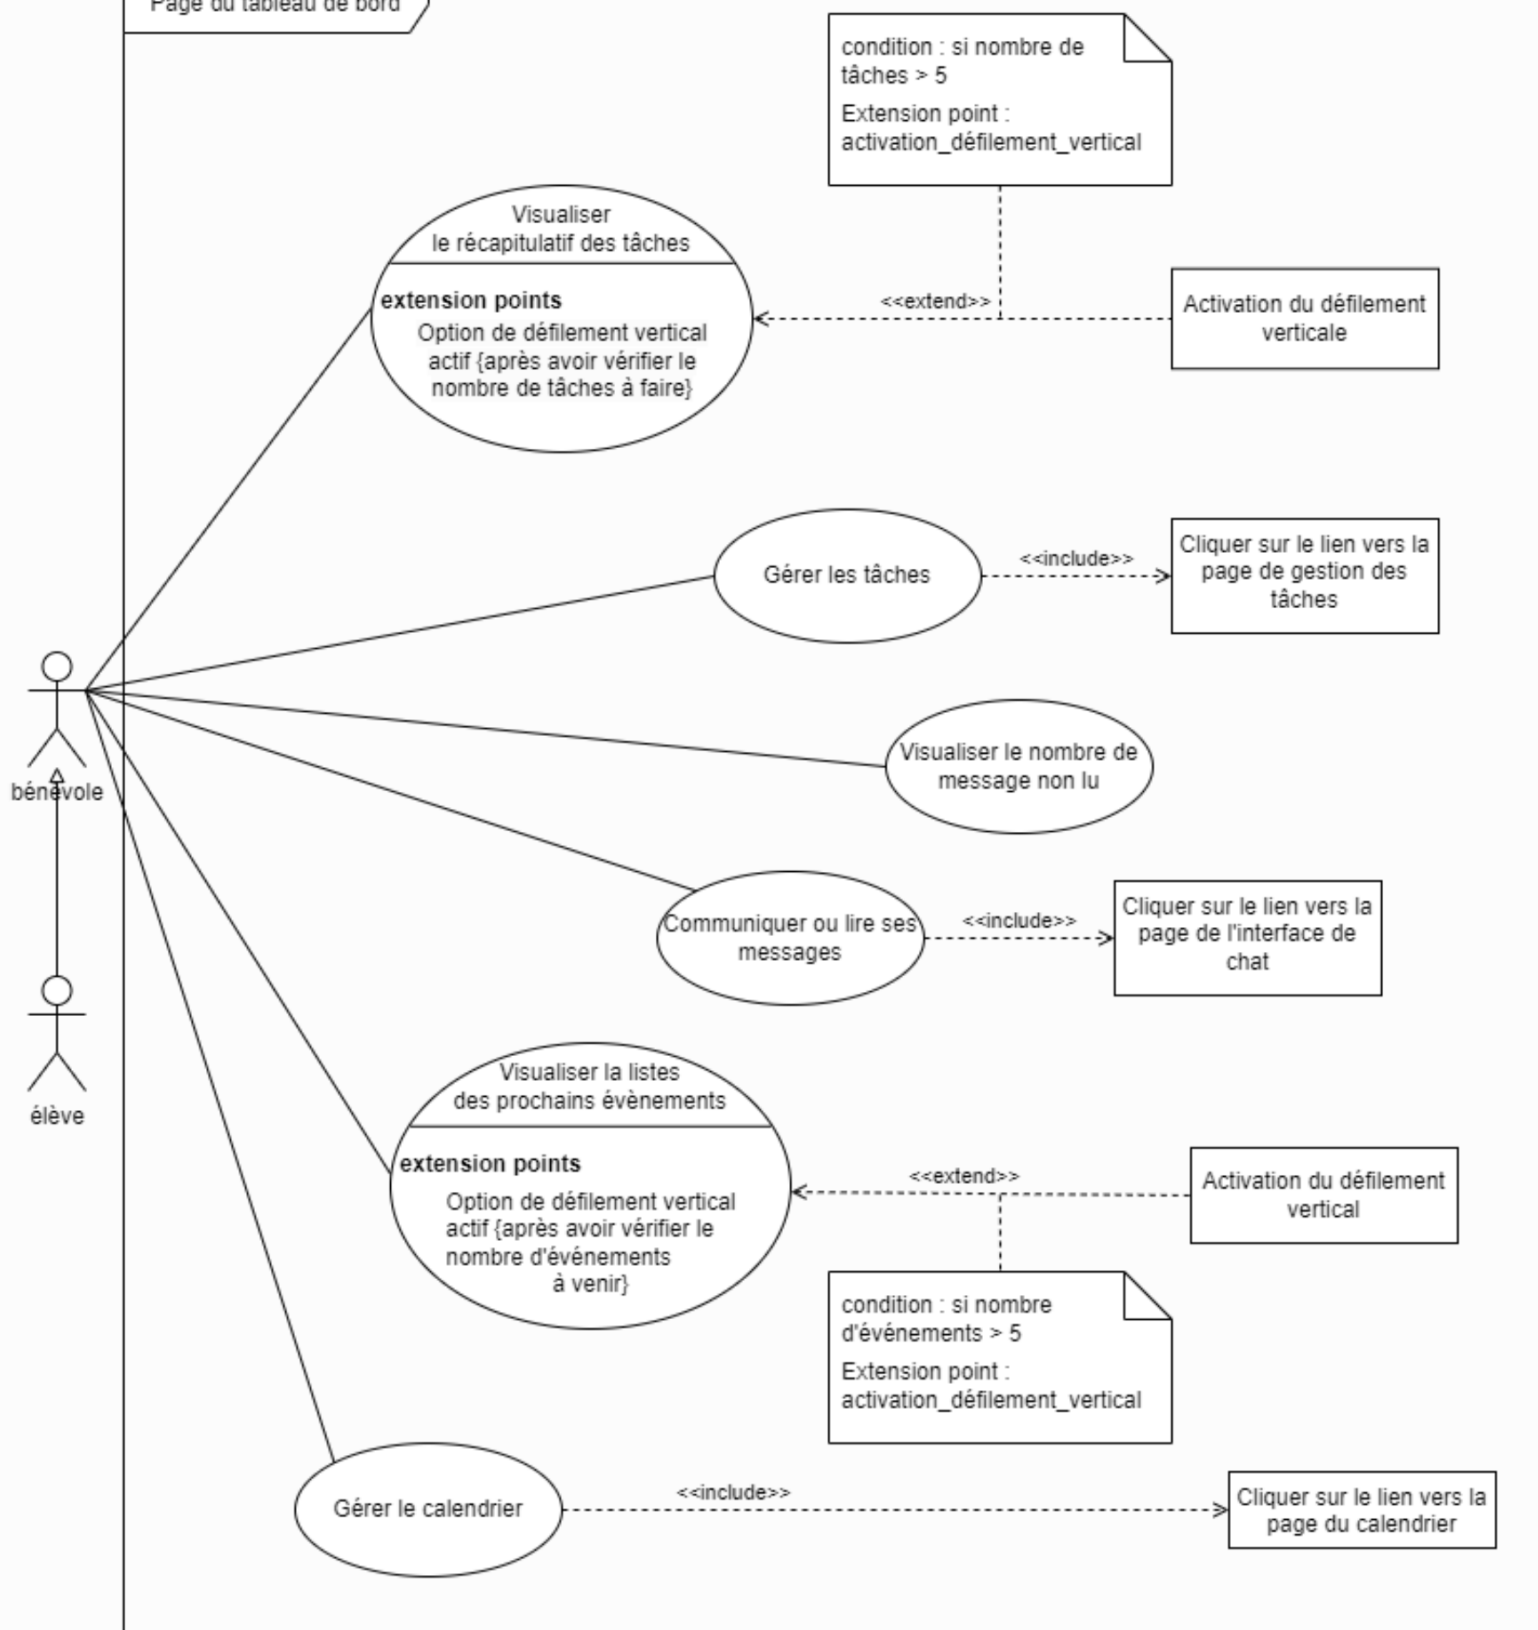 Page du tableau de bord
condition : si nombre de
tâches > 5
Extension point :
activation_défilement_vertical
Visualiser
le récapitulatif des tâches
extension points
Option de défilement vertical
actif {après avoir vérifier le
nombre de tâches à faire}
<<extend>>
Activation du défilement
verticale
Gérer les tâches
<<include>>
Cliquer sur le lien vers la
page de gestion des
tâches
Visualiser le nombre de
message non lu
bénévole
Communiquer ou lire ses
messages
<<include>>
Cliquer sur le lien vers la
page de l'interface de
chat
élève
Visualiser la listes
des prochains évènements
extension points
Option de défilement vertical
actif {après avoir vérifier le
nombre d'événements
à venir}
<<extend>>
Activation du défilement
vertical
condition : si nombre
d'événements > 5
Extension point :
activation_défilement_vertical
Gérer le calendrier
<<include>>
Cliquer sur le lien vers la
page du calendrier